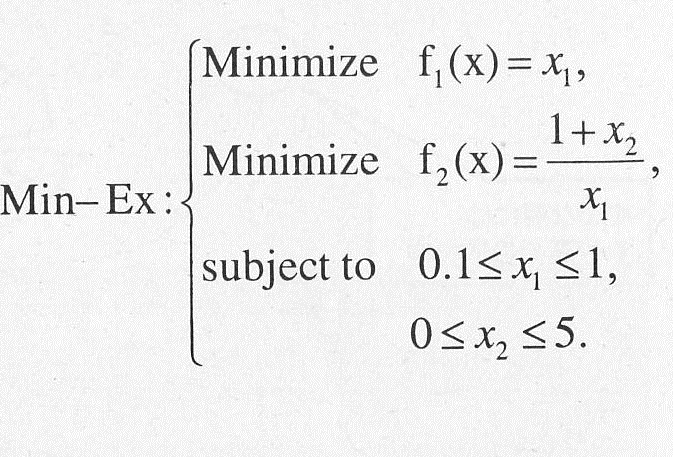 Minimize f₁(x) = x₁,
Minimize f₂(x) = (1 + x₂) / x₁,
Min– Ex :
subject to 0.1 ≤ x₁ ≤ 1,
0 ≤ x₂ ≤ 5.